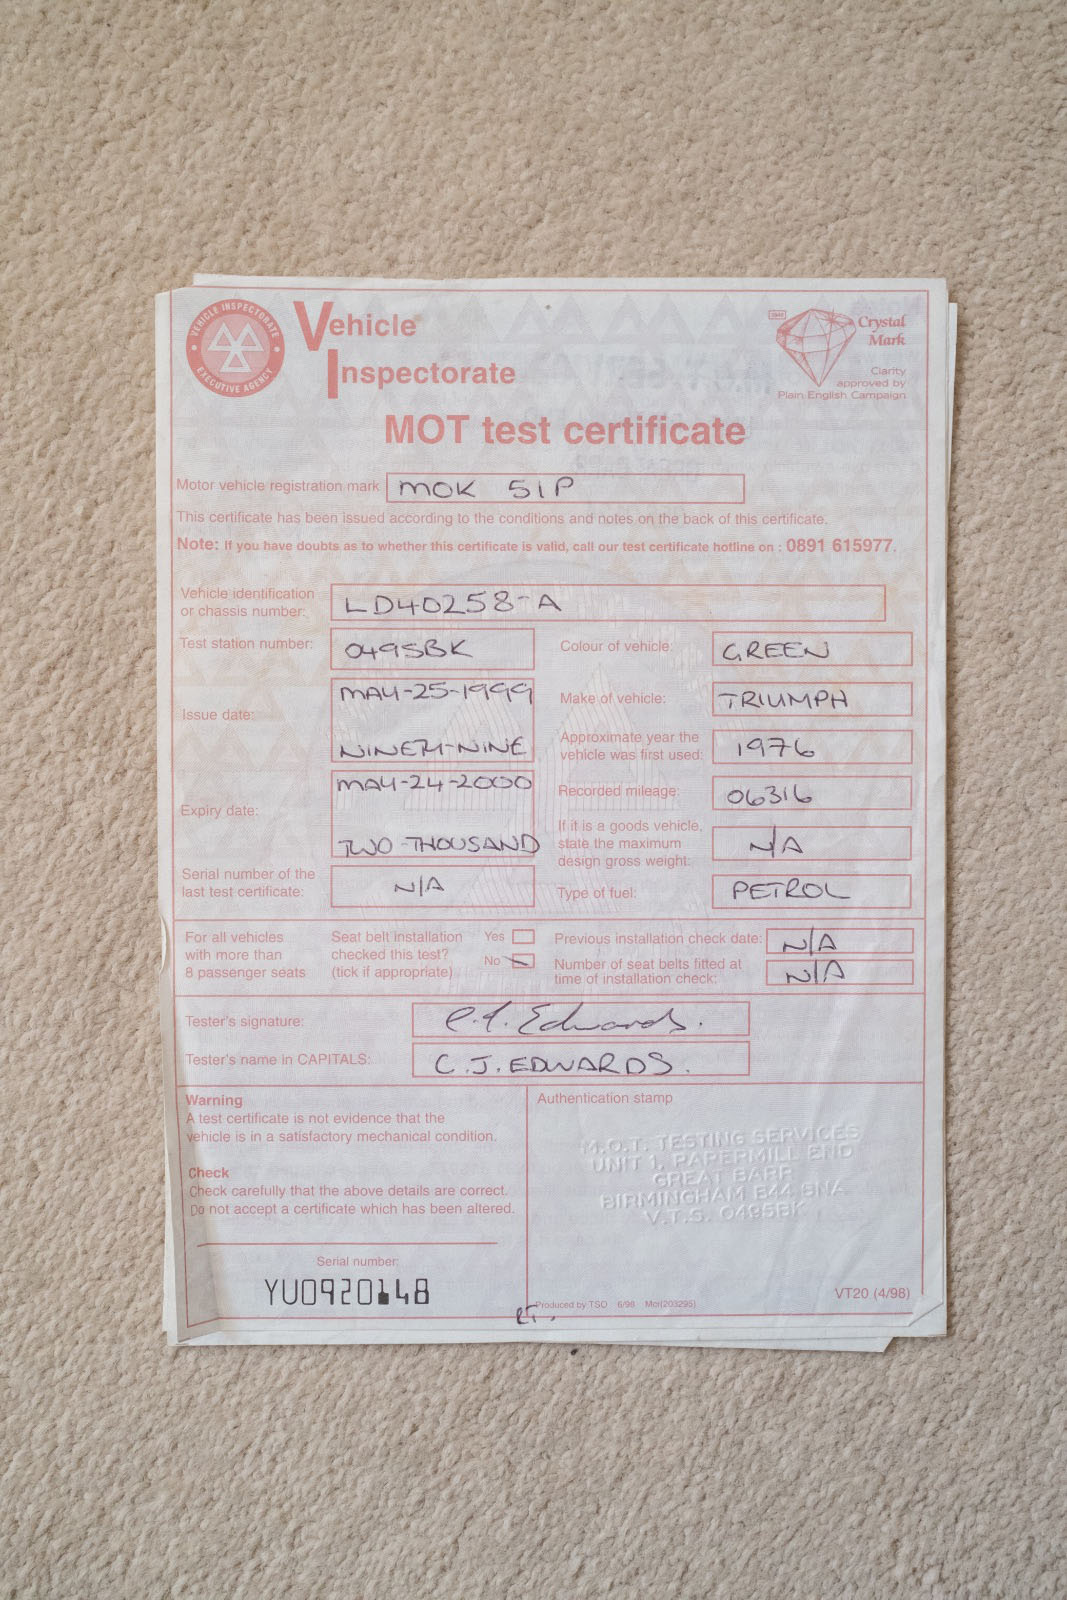 VEHICLE INSPECTORATE
EXECUTIVE AGENCY
Vehicle
Inspectorate
Crystal
Mark
Clarity
approved by
Plain English Campaign
MOT test certificate
Motor vehicle registration mark MOK 51P
This certificate has been issued according to the conditions and notes on the back of this certificate.
Note: If you have doubts as to whether this certificate is valid, call our test certificate hotline on : 0891 615977.
Vehicle identification
or chassis number: LD40258-A
Test station number: 0495BK
Colour of vehicle: GREEN
Issue date: MAY-25-1999
NINETY-NINE
Make of vehicle: TRIUMPH
Approximate year the
vehicle was first used: 1976
Expiry date: MAY-24-2000
TWO-THOUSAND
Recorded mileage: 06316
If it is a goods vehicle,
state the maximum
design gross weight: N/A
Serial number of the
last test certificate: N/A
Type of fuel: PETROL
For all vehicles
with more than
8 passenger seats
Seat belt installation
checked this test?
(tick if appropriate)
Yes
No
Previous installation check date: N/A
Number of seat belts fitted at
time of installation check: N/A
Tester's signature: C.J. Edwards.
Tester's name in CAPITALS: C.J. EDWARDS.
Warning
A test certificate is not evidence that the
vehicle is in a satisfactory mechanical condition.
Check
Check carefully that the above details are correct.
Do not accept a certificate which has been altered.
Serial number:
YU0920148
Authentication stamp
M.O.T. TESTING SERVICES
UNIT 1, PAPERMILL END
GREAT BARR
BIRMINGHAM B44 8NA
V.T.S. 0495BK
Produced by TSO 6/98 Mcr(203295)
VT20 (4/98)